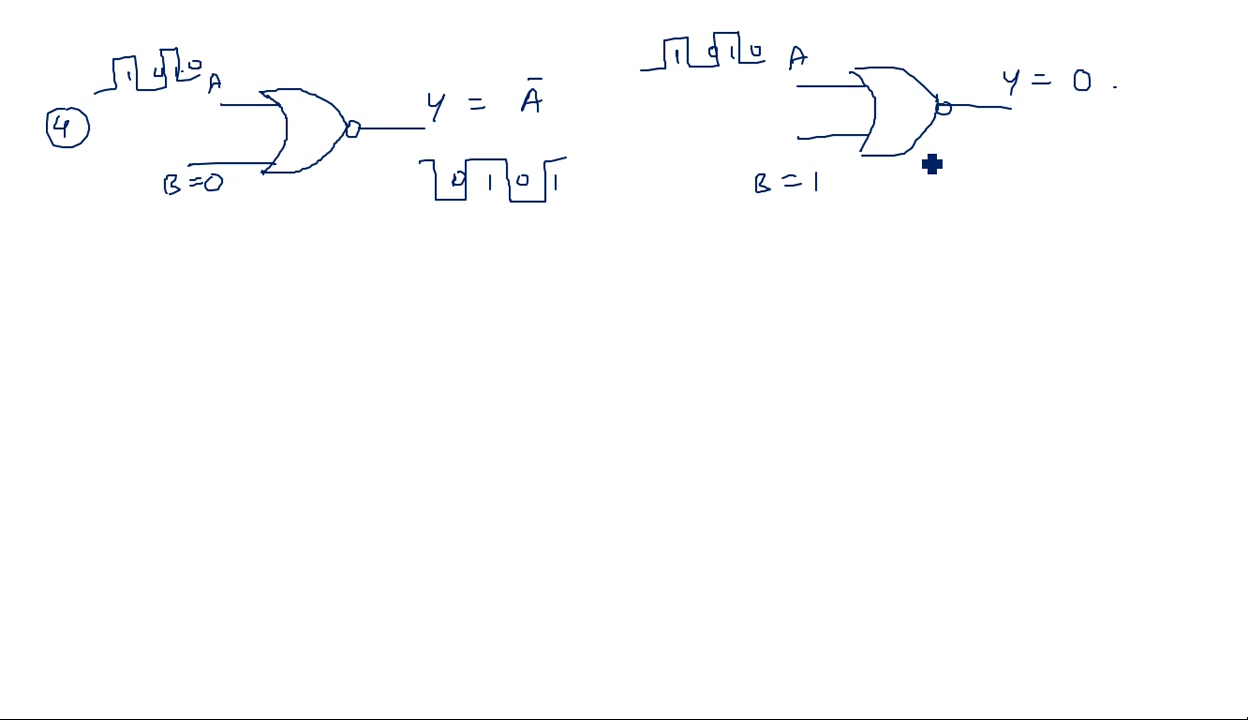 1 0 1 0 A
④ Y = Ā
B = 0 0 1 0 1
1 0 1 0 A Y = 0 .
B = 1